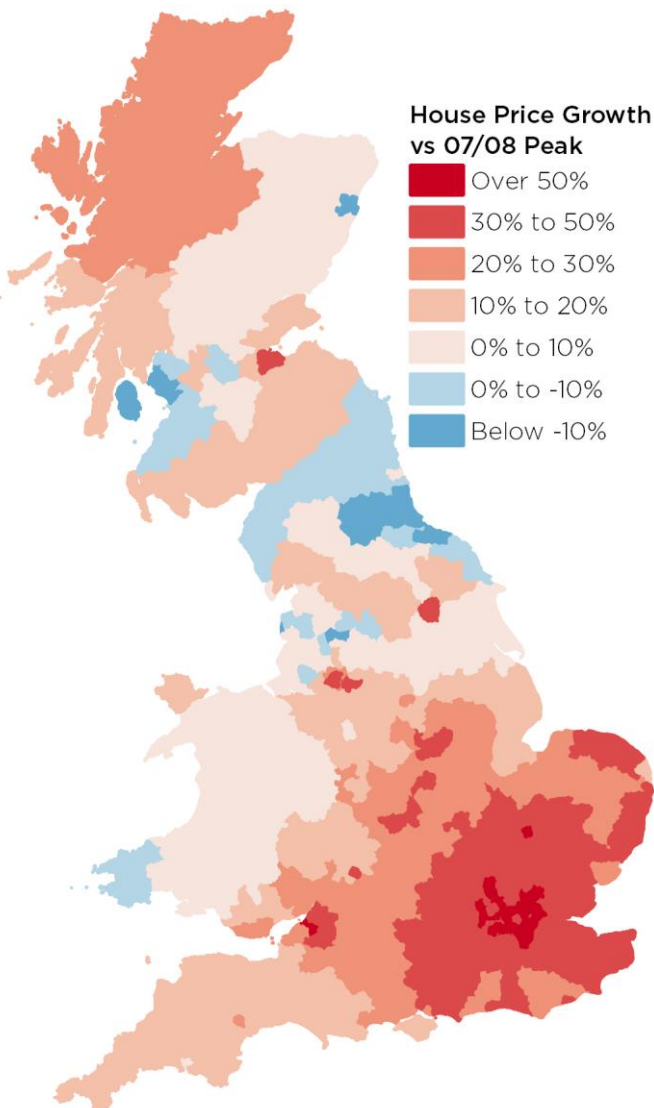 House Price Growth
vs 07/08 Peak
Over 50%
30% to 50%
20% to 30%
10% to 20%
0% to 10%
0% to -10%
Below -10%